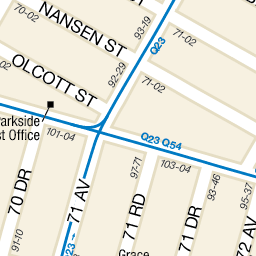 70-02
NANSEN ST
93-19
Q23
71-02
OLCOTT ST
92-29
71-02
arkside
st Office
101-04
Q23 Q54
97-71
103-04
93-46
95-37
70 DR
71 AV
71 RD
71 DR
72 AV
91-10
Q23
Grace